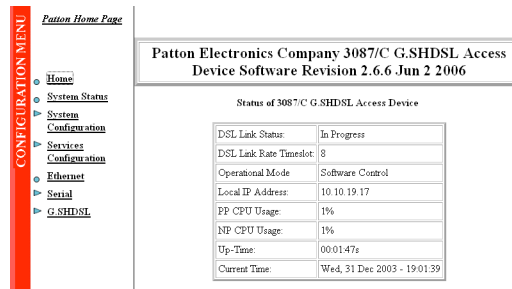 CONFIGURATION MENU
Patton Home Page
Home
System Status
System
Configuration
Services
Configuration
Ethernet
Serial
G.SHDSL
Patton Electronics Company 3087/C G.SHDSL Access
Device Software Revision 2.6.6 Jun 2 2006
Status of 3087/C G.SHDSL Access Device
DSL Link Status: In Progress
DSL Link Rate Timeslot: 8
Operational Mode Software Control
Local IP Address: 10.10.19.17
PP CPU Usage: 1%
NP CPU Usage: 1%
Up-Time: 00:01:47s
Current Time: Wed, 31 Dec 2003 - 19:01:39